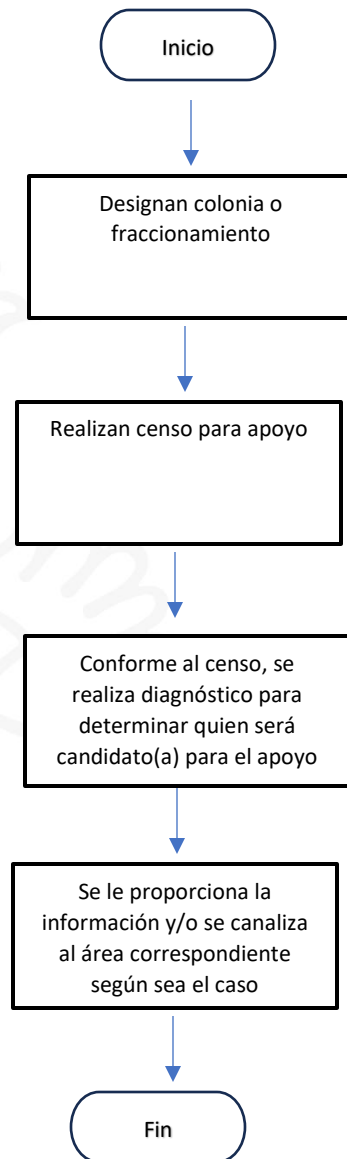 Inicio
Designan colonia o
fraccionamiento
Realizan censo para apoyo
Conforme al censo, se
realiza diagnóstico para
determinar quien será
candidato(a) para el apoyo
Se le proporciona la
información y/o se canaliza
al área correspondiente
según sea el caso
Fin